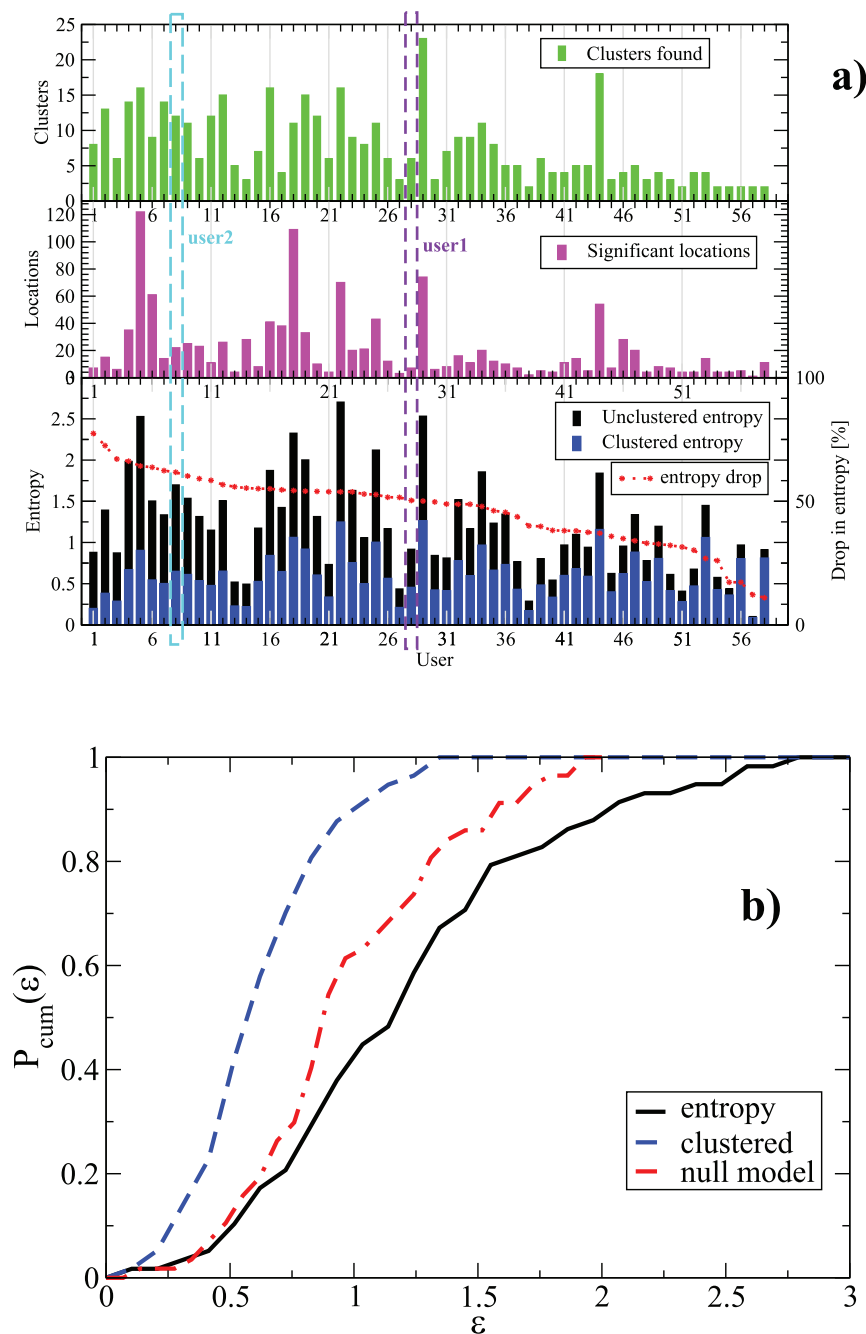 25
20
15
10
5
0
Clusters
Clusters found
a)
1 6 11 16 21 26 31 36 41 46 51 56
120
100
80
60
40
20
0
Locations
user2
user1
Significant locations
1 11 21 31 41 51
2.5
2
1.5
1
0.5
0
Entropy
Unclustered entropy
Clustered entropy
entropy drop
100
50
0
Drop in entropy [%]
1 6 11 16 21 26 31 36 41 46 51 56
User
1
0.8
0.6
0.4
0.2
0
P_cum(ε)
b)
entropy
clustered
null model
0 0.5 1 1.5 2 2.5 3
ε